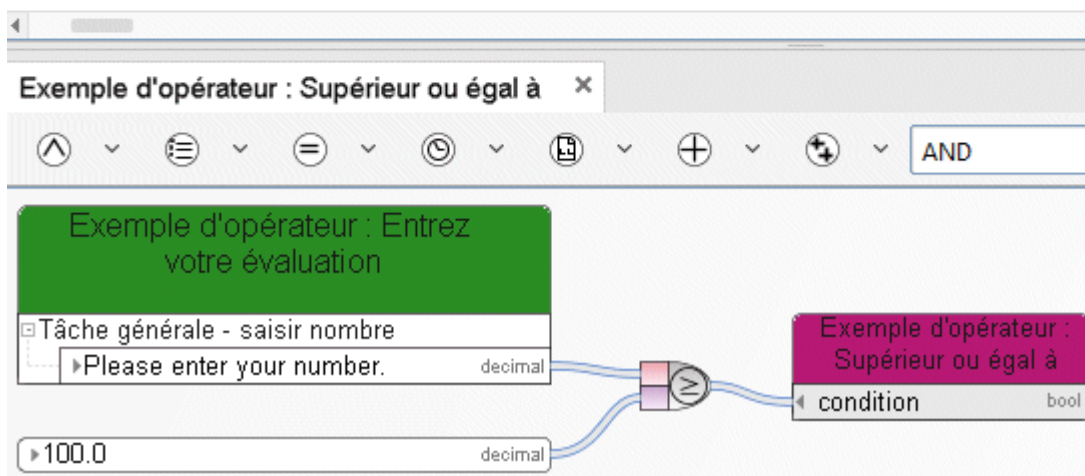 Exemple d'opérateur : Supérieur ou égal à ×
AND
Exemple d'opérateur : Entrez
votre évaluation
Tâche générale - saisir nombre
Please enter your number. decimal
100.0 decimal
≥
Exemple d'opérateur :
Supérieur ou égal à
condition bool